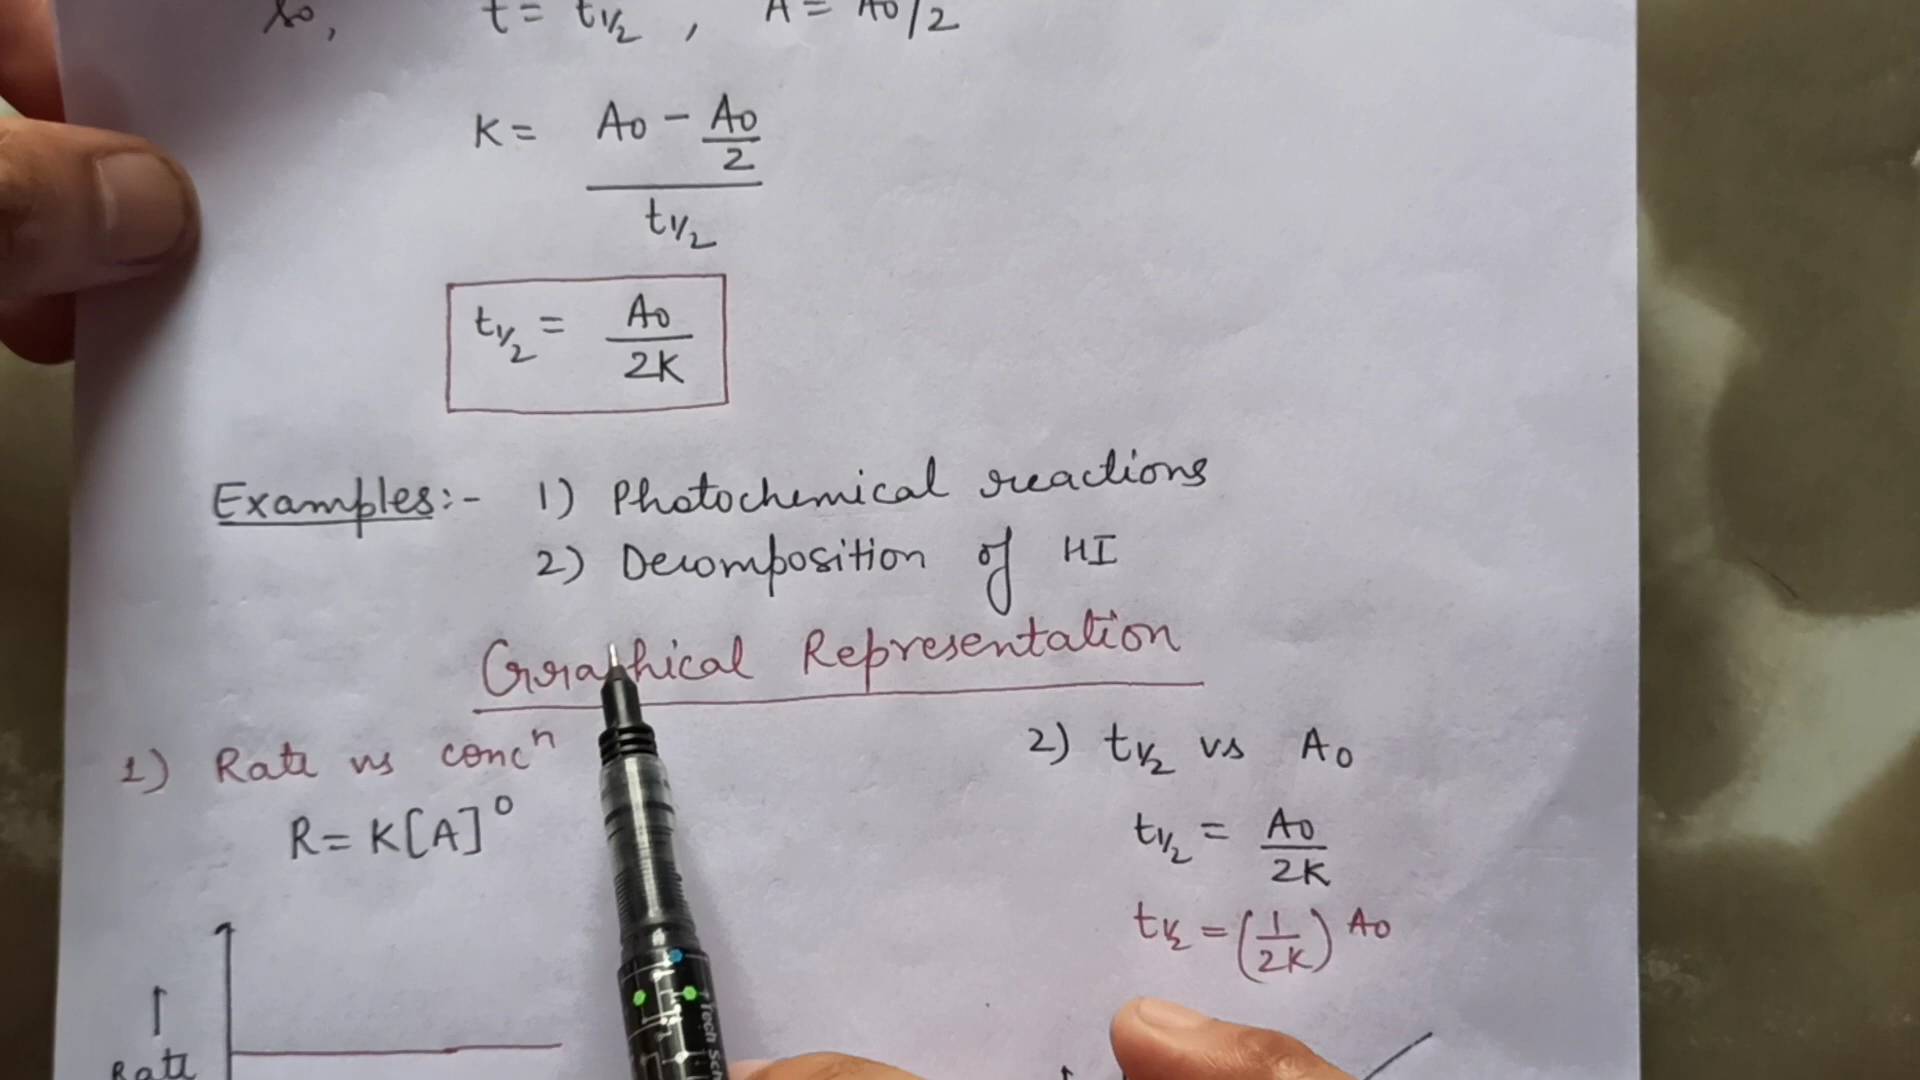 So, t = t1/2 , A = A0/2
K = A0 - A0/2
t1/2
t1/2 = A0/2K
Examples:- 1) Photochemical reactions
2) Decomposition of HI
Graphical Representation
1) Rate vs concn
R = K[A]⁰
↑
Rate
2) t1/2 vs A0
t1/2 = A0/2K
t1/2 = (1/2K) A0